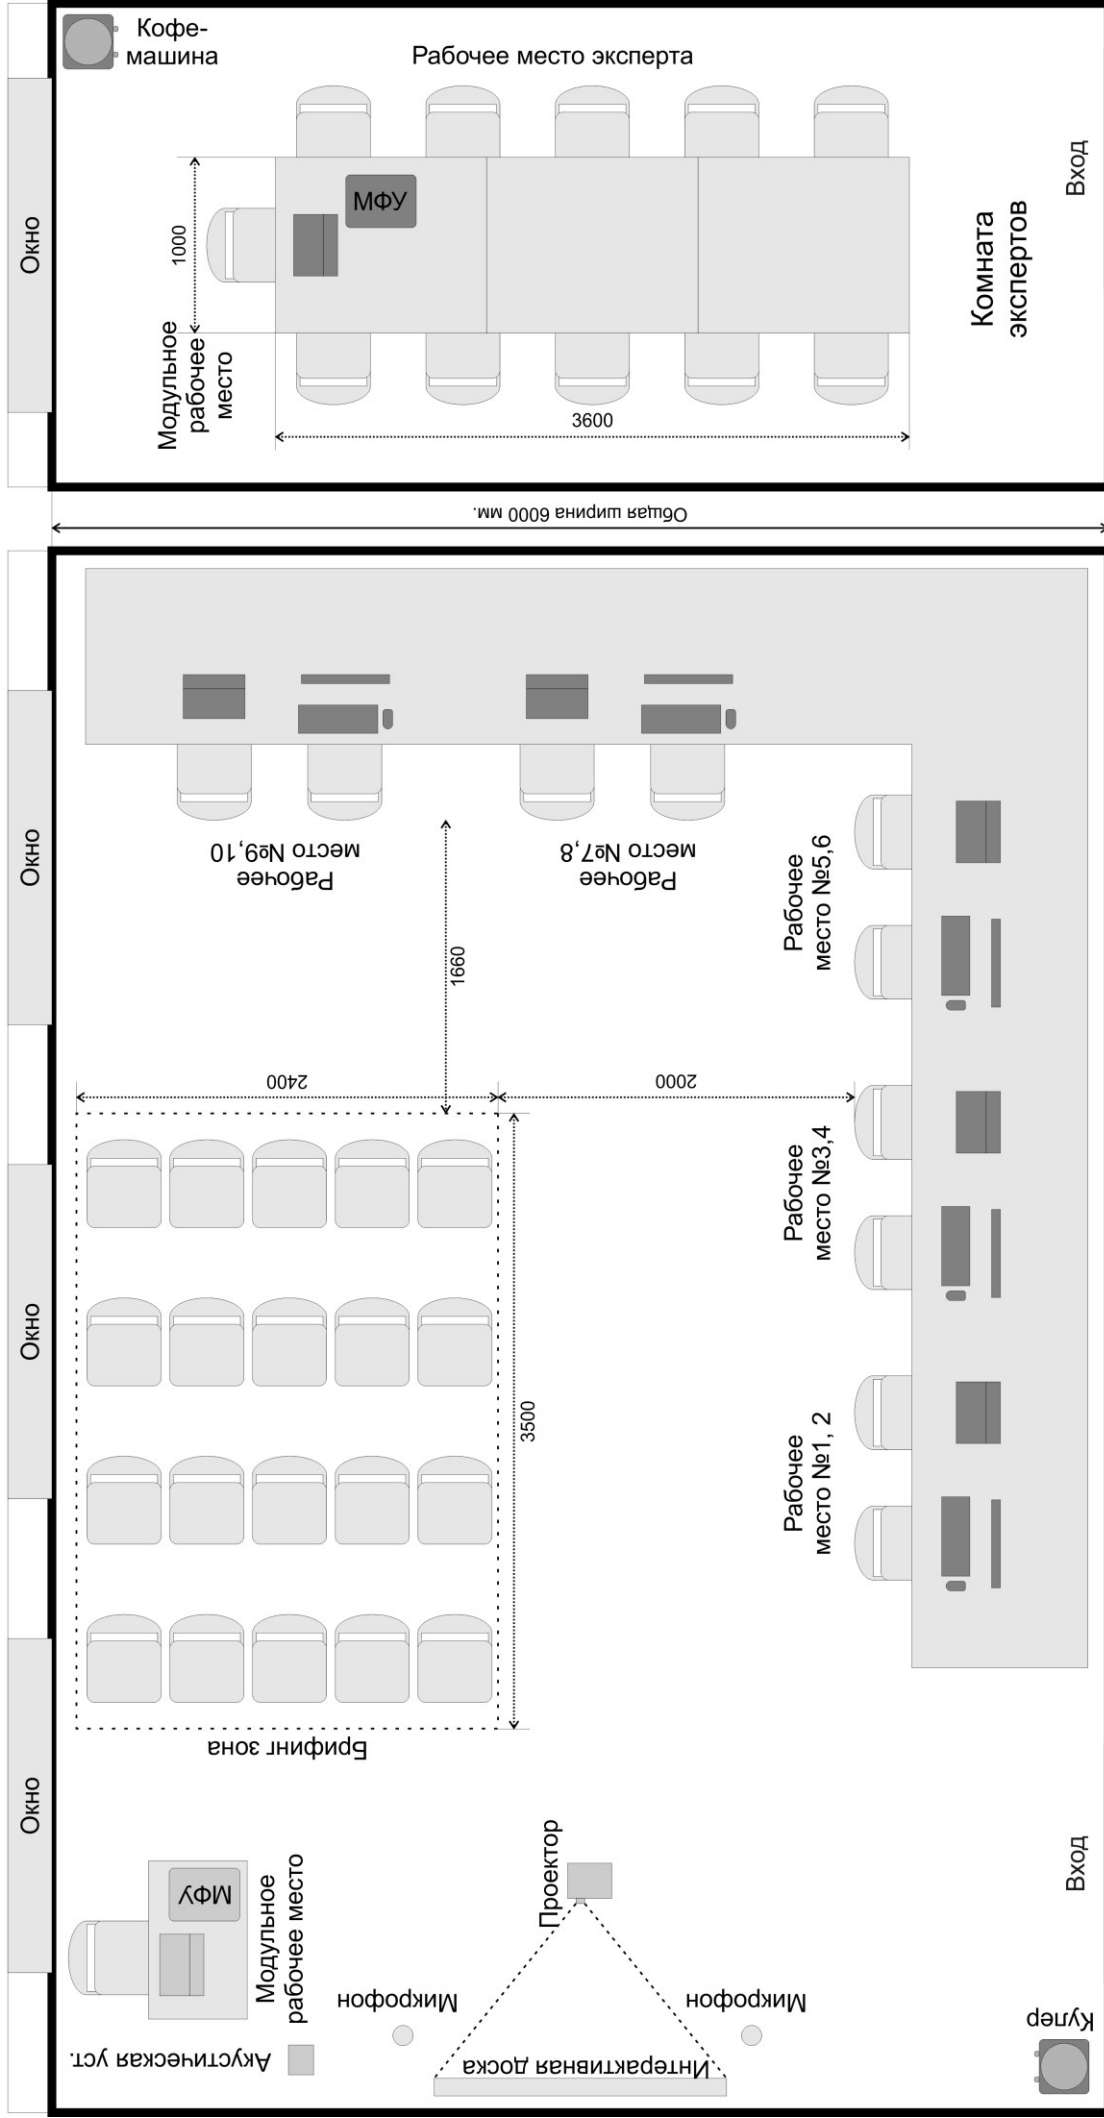 Кофе-
машина
Рабочее место эксперта
Окно
МФУ
1000
Модульное
рабочее
место
3600
Комната
экспертов
Вход
Общая ширина 6000 мм.
Окно
Рабочее
место №9,10
Рабочее
место №7,8
Рабочее
место №5,6
1660
2400
2000
Рабочее
место №3,4
Окно
3500
Рабочее
место №1, 2
Брифинг зона
Окно
МФУ
Модульное
рабочее место
Проектор
Вход
Микрофон
Микрофон
Акустическая уст.
Интерактивная доска
Кулер